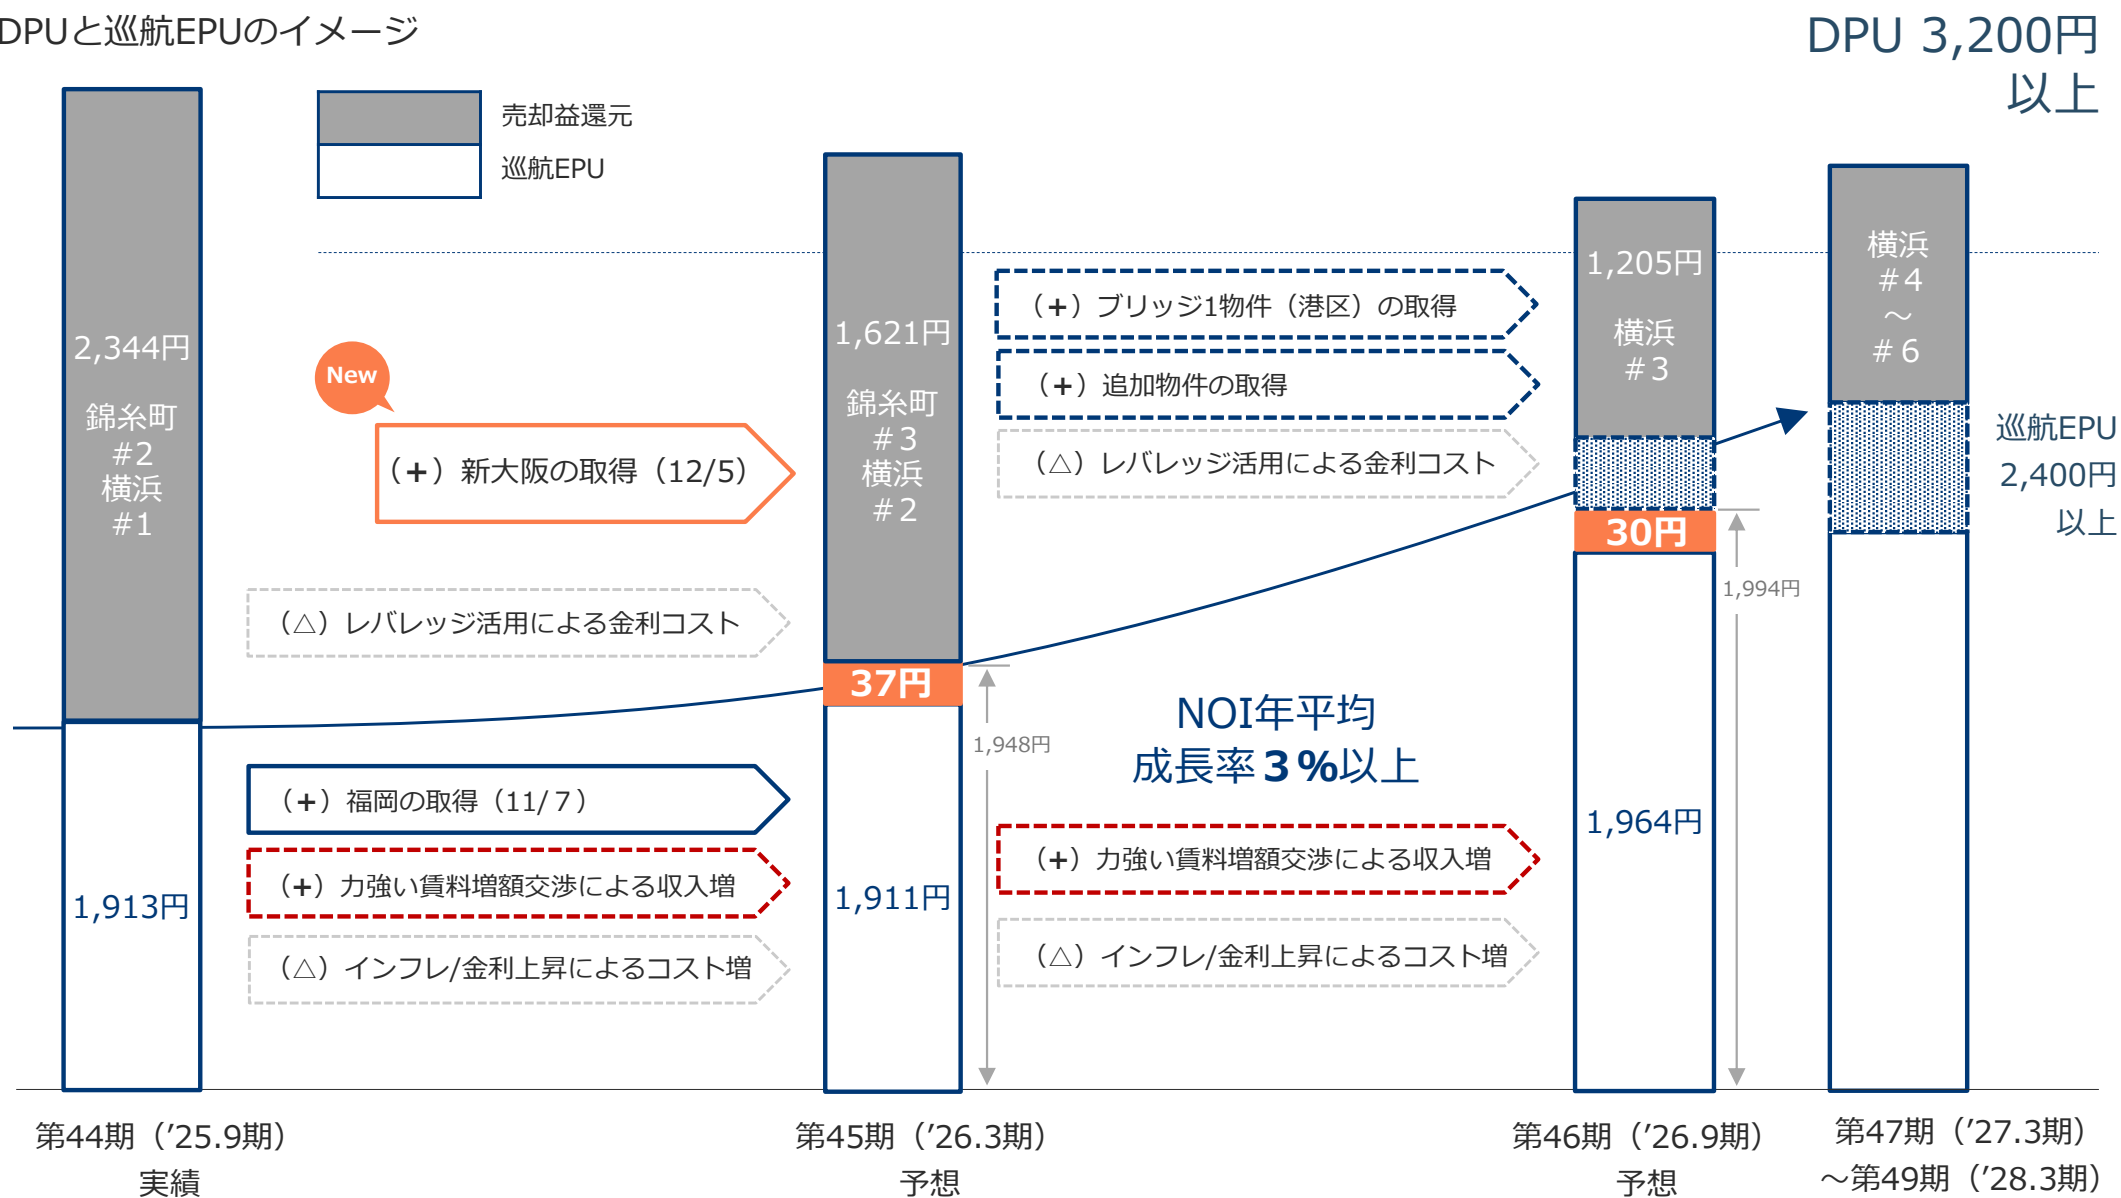 DPUと巡航EPUのイメージ
DPU 3,200円
以上
売却益還元
巡航EPU
2,344円
錦糸町
#2
横浜
#1
1,913円
New
（+）新大阪の取得（12/5）
（△）レバレッジ活用による金利コスト
（+）福岡の取得（11/７）
（+）力強い賃料増額交渉による収入増
（△）インフレ/金利上昇によるコスト増
1,621円
錦糸町
＃3
横浜
＃2
37円
1,911円
1,948円
（+）ブリッジ1物件（港区）の取得
（+）追加物件の取得
（△）レバレッジ活用による金利コスト
NOI年平均
成長率３%以上
（+）力強い賃料増額交渉による収入増
（△）インフレ/金利上昇によるコスト増
1,205円
横浜
＃3
30円
1,964円
1,994円
横浜
＃4
～
＃6
巡航EPU
2,400円
以上
第44期（’25.9期）
実績
第45期（’26.3期）
予想
第46期（’26.9期）
予想
第47期（’27.3期）
～第49期（’28.3期）